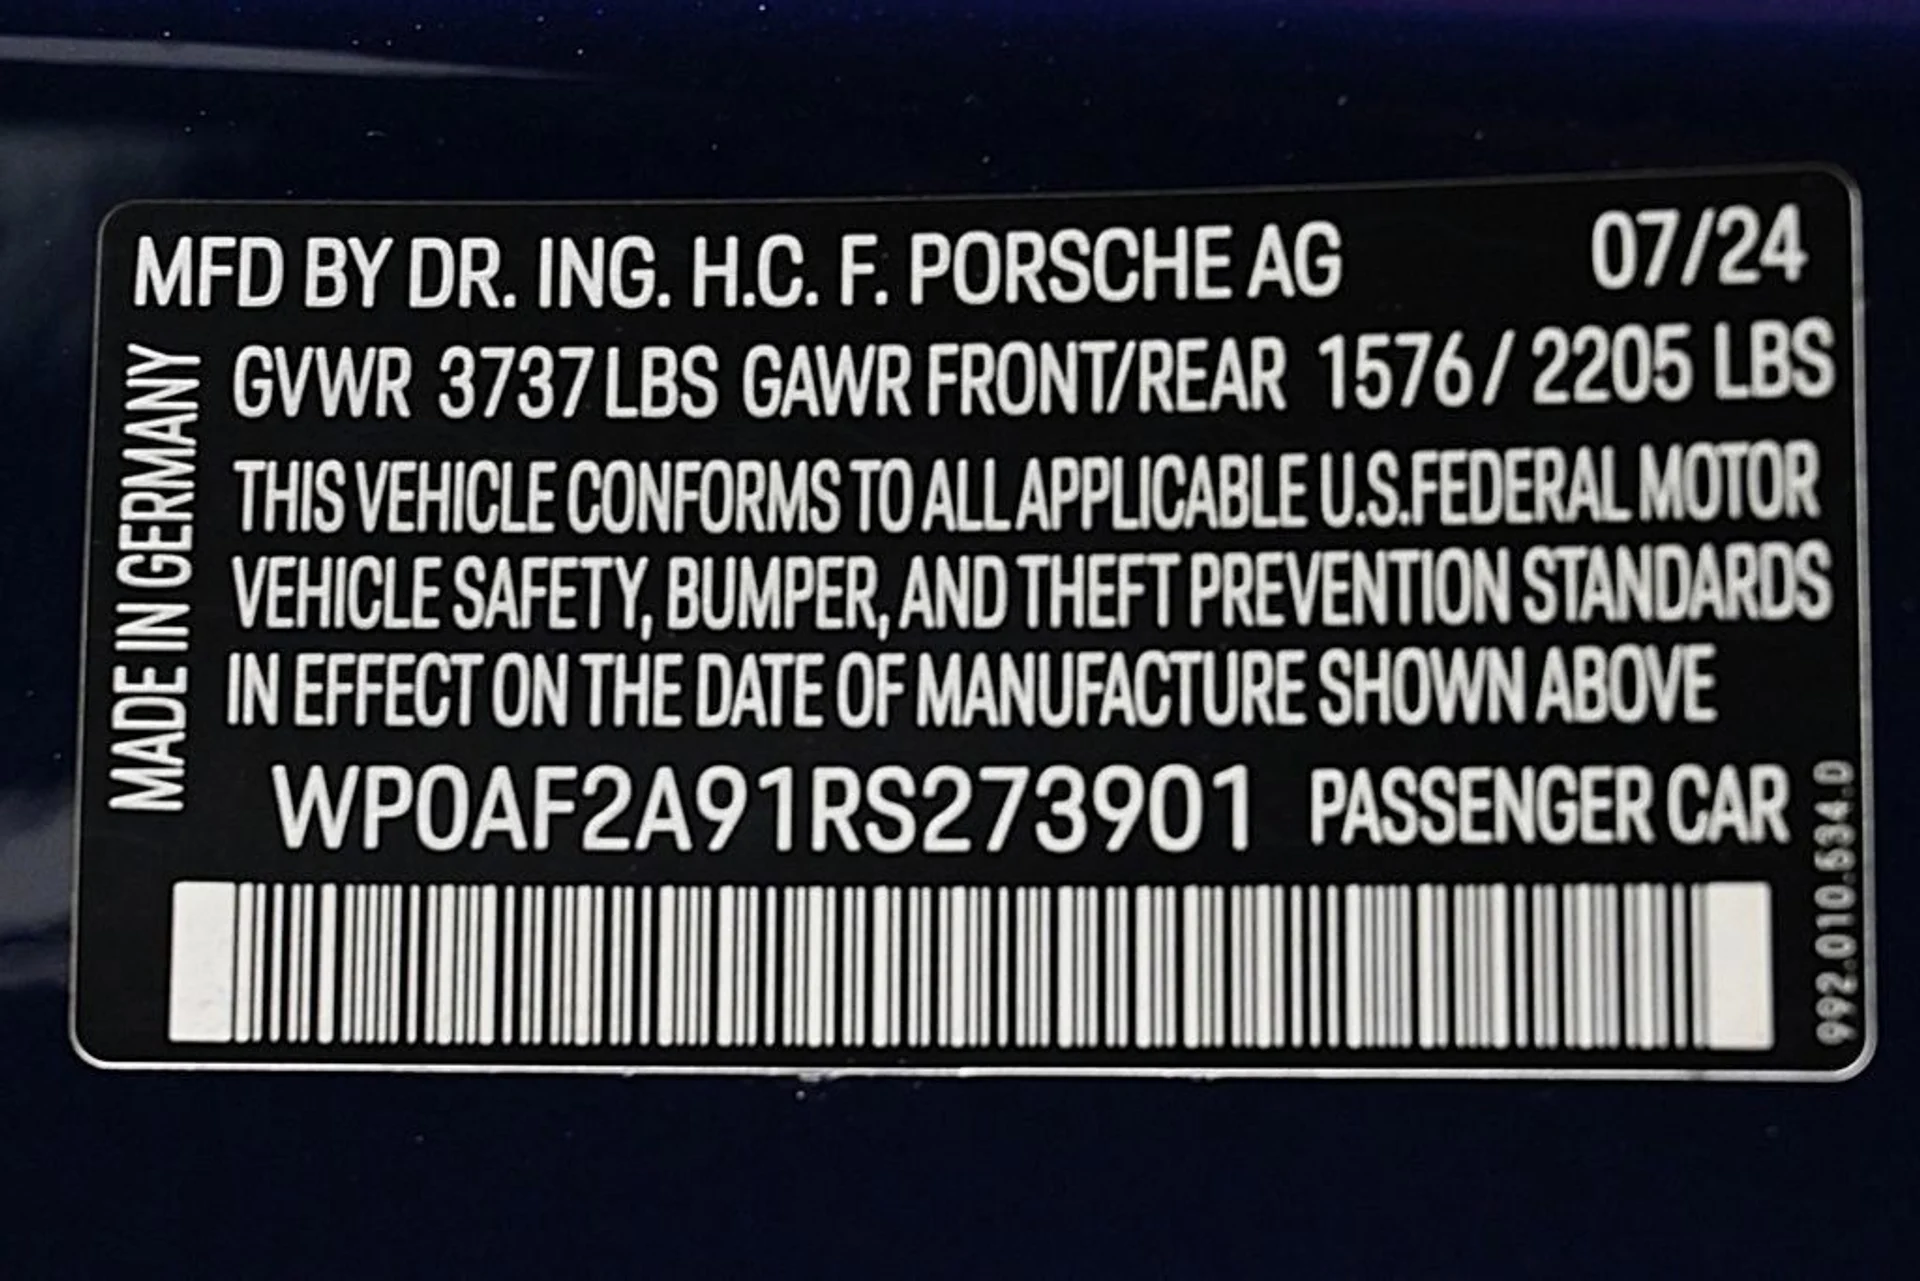 MFD BY DR. ING. H.C. F. PORSCHE AG 07/24
MADE IN GERMANY
GVWR 3737 LBS GAWR FRONT/REAR 1576 / 2205 LBS
THIS VEHICLE CONFORMS TO ALL APPLICABLE U.S.FEDERAL MOTOR
VEHICLE SAFETY, BUMPER, AND THEFT PREVENTION STANDARDS
IN EFFECT ON THE DATE OF MANUFACTURE SHOWN ABOVE
WP0AF2A91RS273901 PASSENGER CAR
992.010.534.D